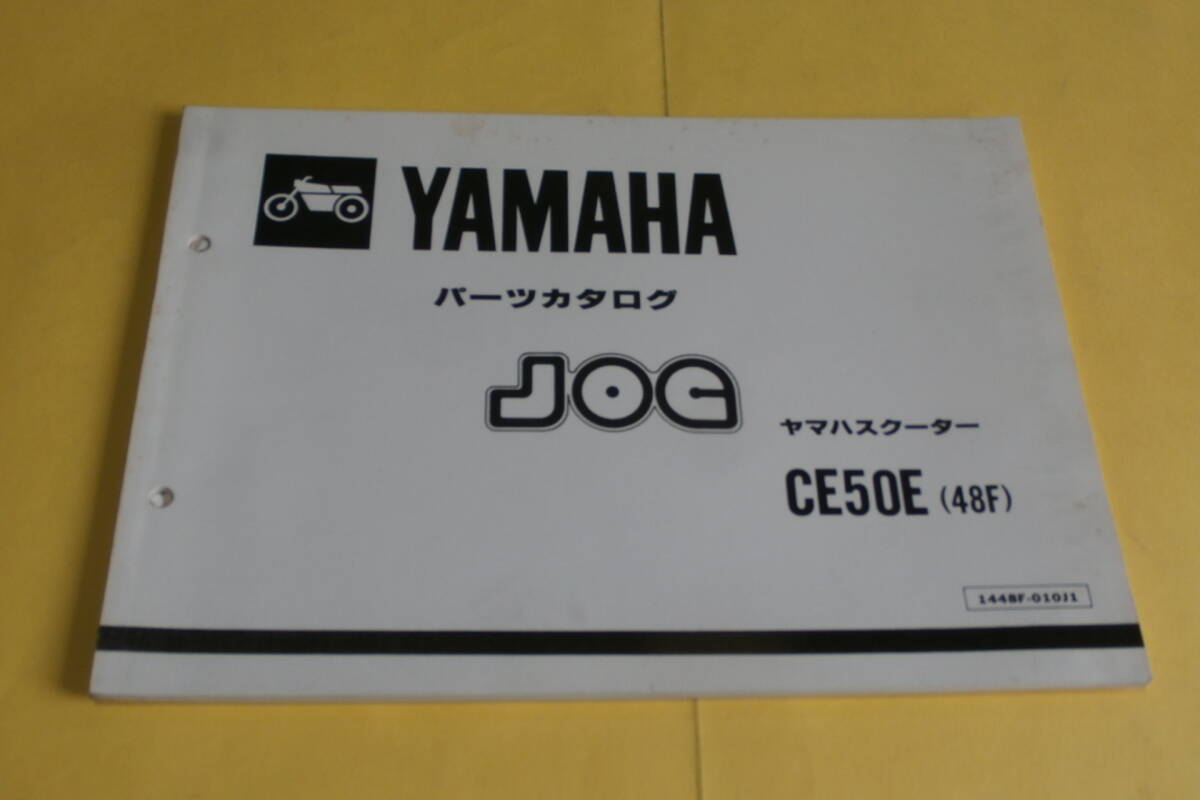 YAMAHA
パーツカタログ
JOG
ヤマハスクーター
CE50E (48F)
1448F-010J1